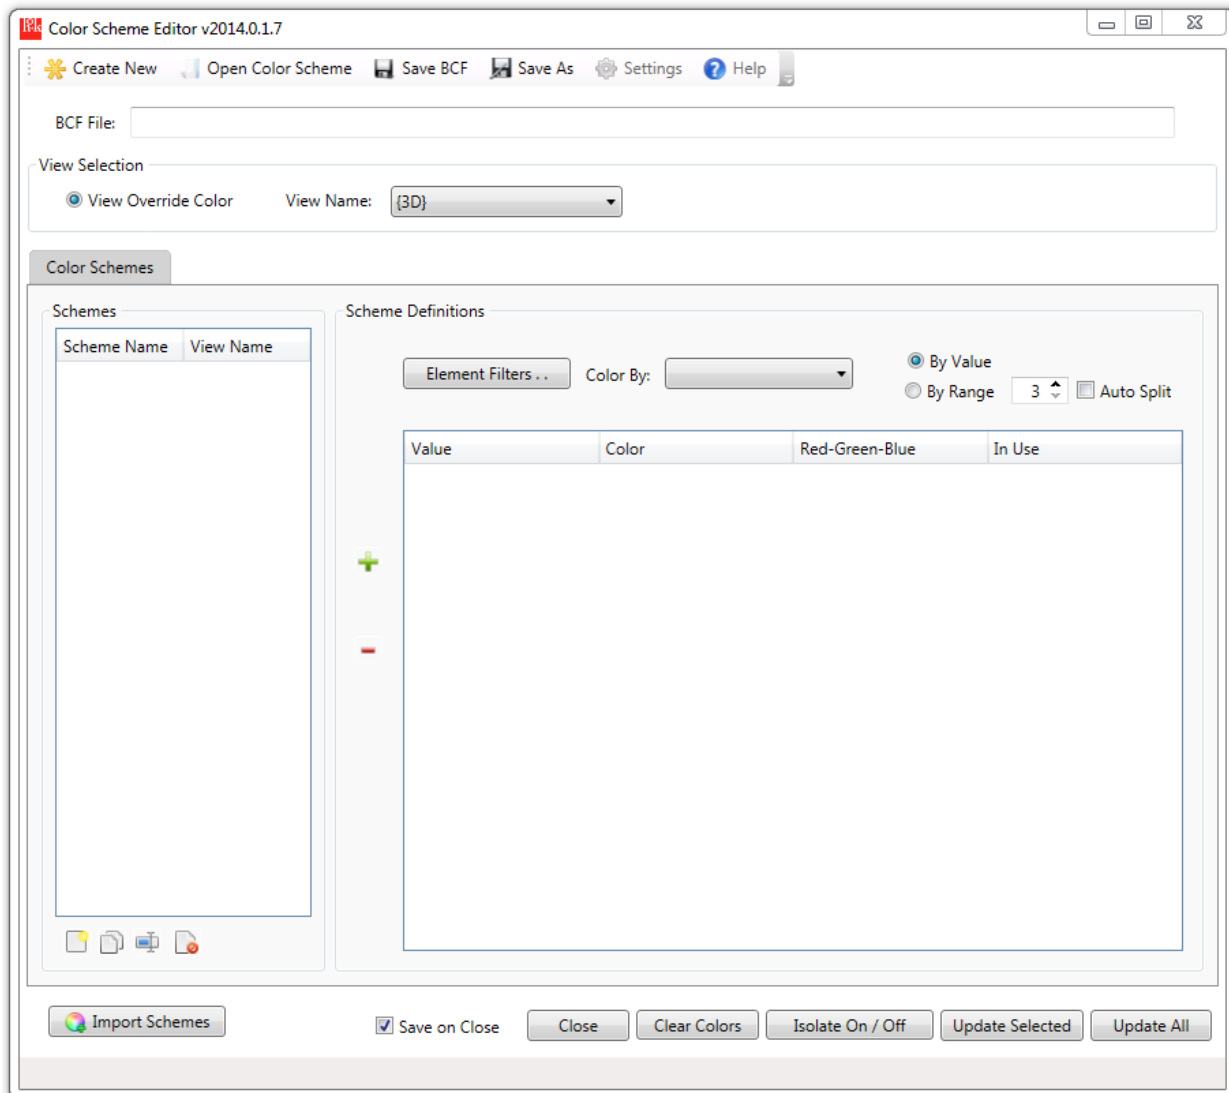 Color Scheme Editor v2014.0.1.7
Create New Open Color Scheme Save BCF Save As Settings Help
BCF File:
View Selection
View Override Color View Name: {3D}
Color Schemes
Schemes
Scheme Name View Name
Scheme Definitions
Element Filters . . Color By: By Value
By Range 3 Auto Split
Value Color Red-Green-Blue In Use
Import Schemes
Save on Close Close Clear Colors Isolate On / Off Update Selected Update All